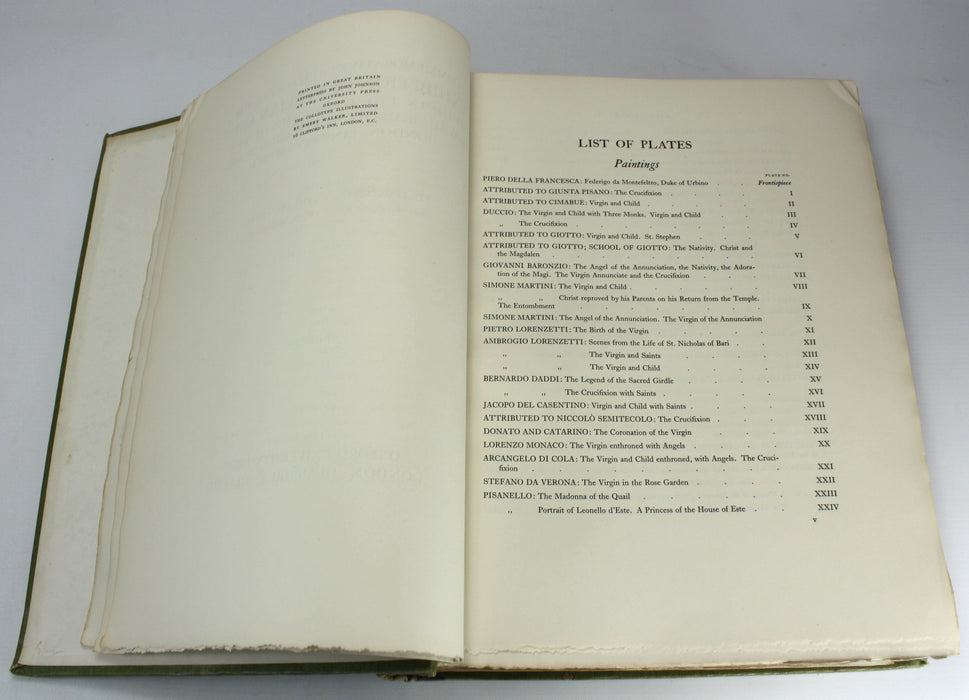 PRINTED IN GREAT BRITAIN
LETTERPRESS BY JOHN JOHNSON
AT THE UNIVERSITY PRESS
OXFORD
THE COLLOTYPE ILLUSTRATIONS
BY EMERY WALKER, LIMITED
16 CLIFFORD'S INN, LONDON, E.C.
LIST OF PLATES
Paintings
PLATE NO.
PIERO DELLA FRANCESCA: Federigo da Montefeltro, Duke of Urbino . . Frontispiece
ATTRIBUTED TO GIUNTA PISANO: The Crucifixion . . . . I
ATTRIBUTED TO CIMABUE: Virgin and Child . . . . . II
DUCCIO: The Virgin and Child with Three Monks. Virgin and Child . . III
„ The Crucifixion . . . . . . . IV
ATTRIBUTED TO GIOTTO: Virgin and Child. St. Stephen . . . V
ATTRIBUTED TO GIOTTO; SCHOOL OF GIOTTO: The Nativity. Christ and
the Magdalen . . . . . . . . VI
GIOVANNI BARONZIO: The Angel of the Annunciation, the Nativity, the Adora-
tion of the Magi. The Virgin Annunciate and the Crucifixion . . . VII
SIMONE MARTINI: The Virgin and Child . . . . . . VIII
„ „ Christ reproved by his Parents on his Return from the Temple.
The Entombment . . . . . . . IX
SIMONE MARTINI: The Angel of the Annunciation. The Virgin of the Annunciation X
PIETRO LORENZETTI: The Birth of the Virgin . . . . . XI
AMBROGIO LORENZETTI: Scenes from the Life of St. Nicholas of Bari . . XII
„ „ The Virgin and Saints . . . . XIII
„ „ The Virgin and Child . . . . XIV
BERNARDO DADDI: The Legend of the Sacred Girdle . . . . XV
„ „ The Crucifixion with Saints . . . . XVI
JACOPO DEL CASENTINO: Virgin and Child with Saints . . . . XVII
ATTRIBUTED TO NICCOLÒ SEMITECOLO: The Crucifixion . . . XVIII
DONATO AND CATARINO: The Coronation of the Virgin . . . XIX
LORENZO MONACO: The Virgin enthroned with Angels . . . . XX
ARCANGELO DI COLA: The Virgin and Child enthroned, with Angels. The Cruci-
fixion . . . . . . . . . XXI
STEFANO DA VERONA: The Virgin in the Rose Garden . . . . XXII
PISANELLO: The Madonna of the Quail . . . . . XXIII
„ Portrait of Leonello d'Este. A Princess of the House of Este . . XXIV
v